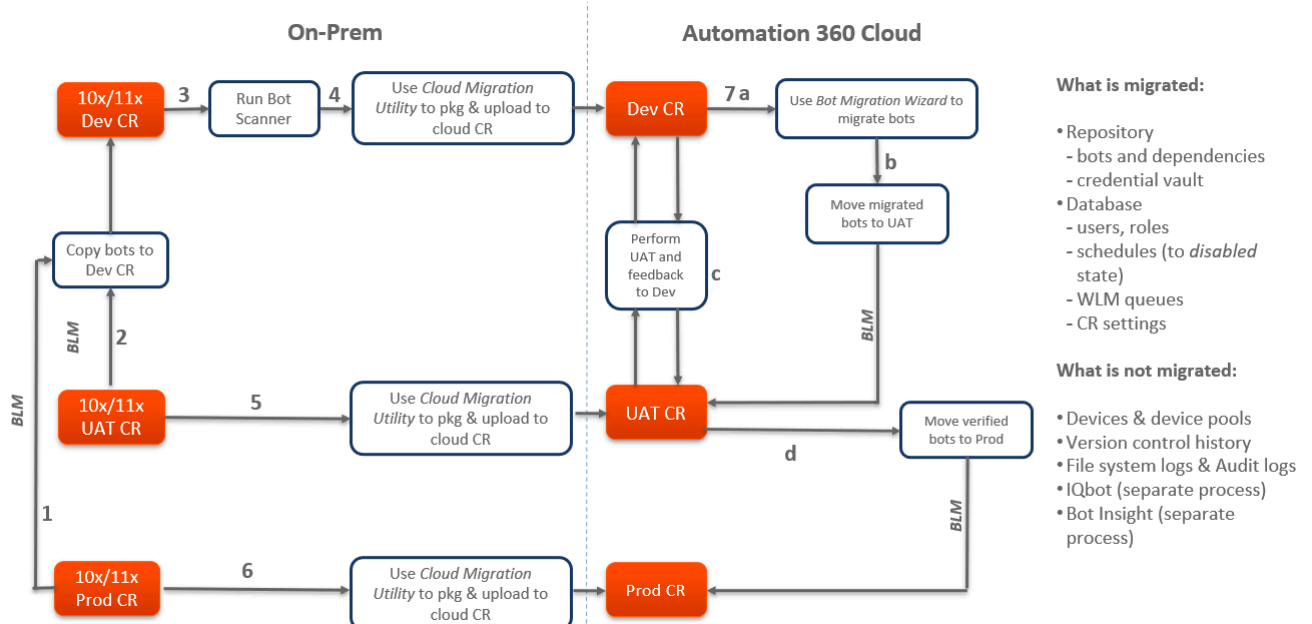 On-Prem
Automation 360 Cloud
10x/11x
Dev CR
3
Run Bot
Scanner
4
Use Cloud Migration
Utility to pkg & upload to
cloud CR
Dev CR
7 a
Use Bot Migration Wizard to
migrate bots
b
Move migrated
bots to UAT
Copy bots to
Dev CR
Perform
UAT and
feedback
to Dev
c
BLM
2
BLM
BLM
10x/11x
UAT CR
5
Use Cloud Migration
Utility to pkg & upload to
cloud CR
UAT CR
d
Move verified
bots to Prod
BLM
1
10x/11x
Prod CR
6
Use Cloud Migration
Utility to pkg & upload to
cloud CR
Prod CR
What is migrated:
• Repository
- bots and dependencies
- credential vault
• Database
- users, roles
- schedules (to disabled
state)
- WLM queues
- CR settings
What is not migrated:
• Devices & device pools
• Version control history
• File system logs & Audit logs
• IQbot (separate process)
• Bot Insight (separate
process)